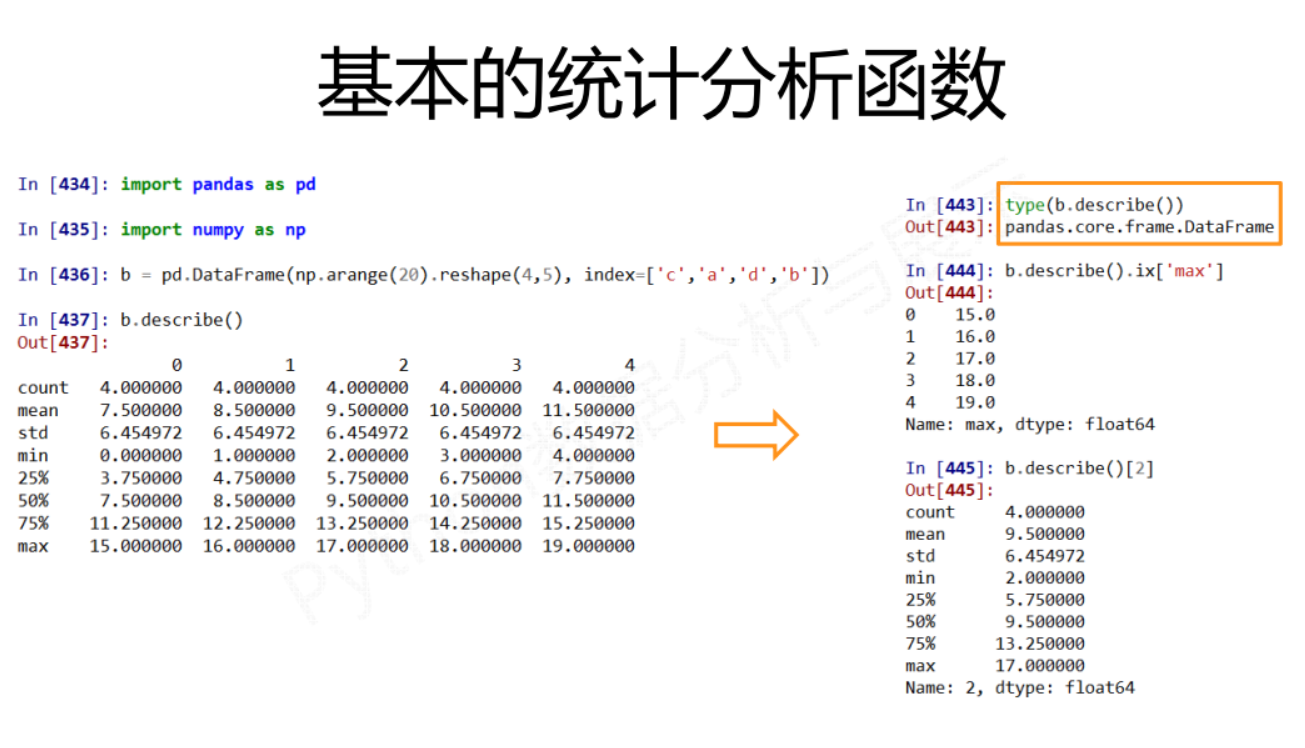 基本的统计分析函数
In [434]: import pandas as pd
In [435]: import numpy as np
In [436]: b = pd.DataFrame(np.arange(20).reshape(4,5), index=['c','a','d','b'])
In [437]: b.describe()
Out[437]:
0 1 2 3 4
count 4.000000 4.000000 4.000000 4.000000 4.000000
mean 7.500000 8.500000 9.500000 10.500000 11.500000
std 6.454972 6.454972 6.454972 6.454972 6.454972
min 0.000000 1.000000 2.000000 3.000000 4.000000
25% 3.750000 4.750000 5.750000 6.750000 7.750000
50% 7.500000 8.500000 9.500000 10.500000 11.500000
75% 11.250000 12.250000 13.250000 14.250000 15.250000
max 15.000000 16.000000 17.000000 18.000000 19.000000
In [443]: type(b.describe())
Out[443]: pandas.core.frame.DataFrame
In [444]: b.describe().ix['max']
Out[444]:
0 15.0
1 16.0
2 17.0
3 18.0
4 19.0
Name: max, dtype: float64
In [445]: b.describe()[2]
Out[445]:
count 4.000000
mean 9.500000
std 6.454972
min 2.000000
25% 5.750000
50% 9.500000
75% 13.250000
max 17.000000
Name: 2, dtype: float64